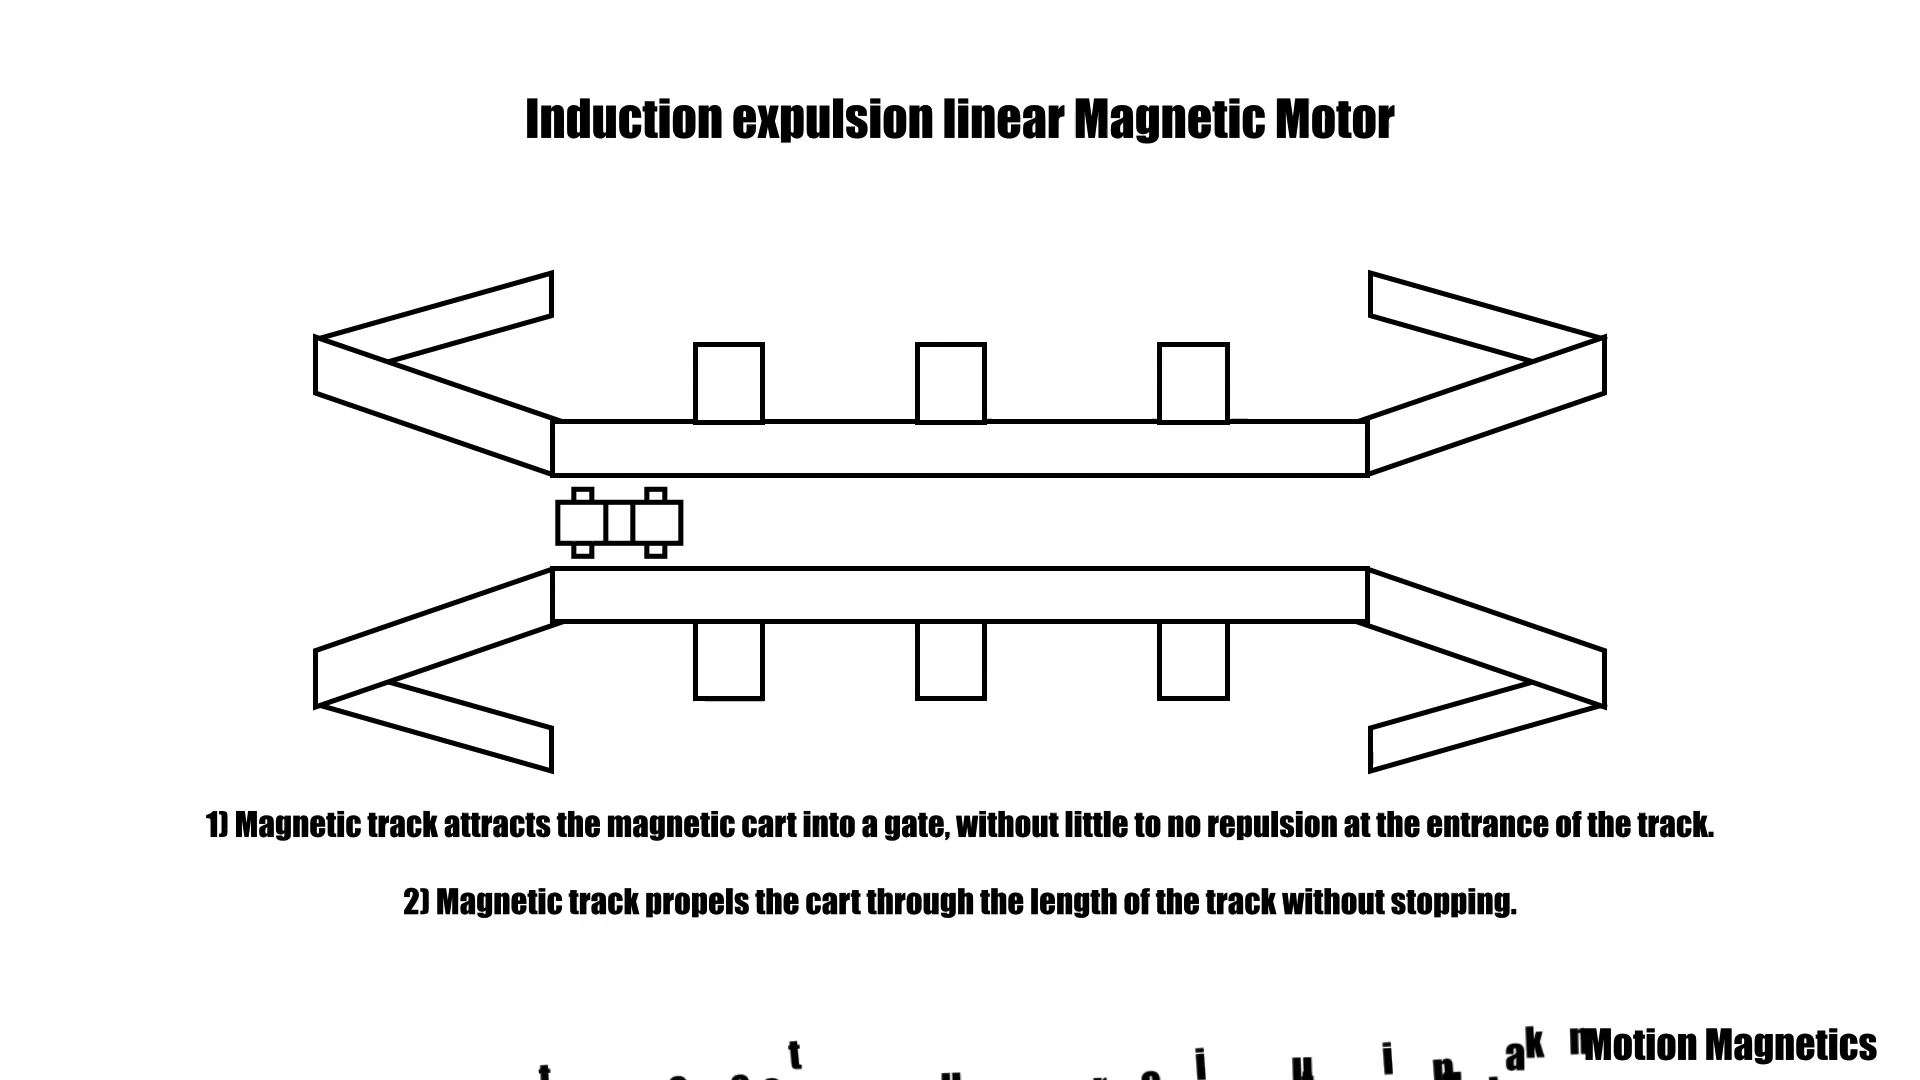 Induction expulsion linear Magnetic Motor
1) Magnetic track attracts the magnetic cart into a gate, without little to no repulsion at the entrance of the track.
2) Magnetic track propels the cart through the length of the track without stopping.
Motion Magnetics